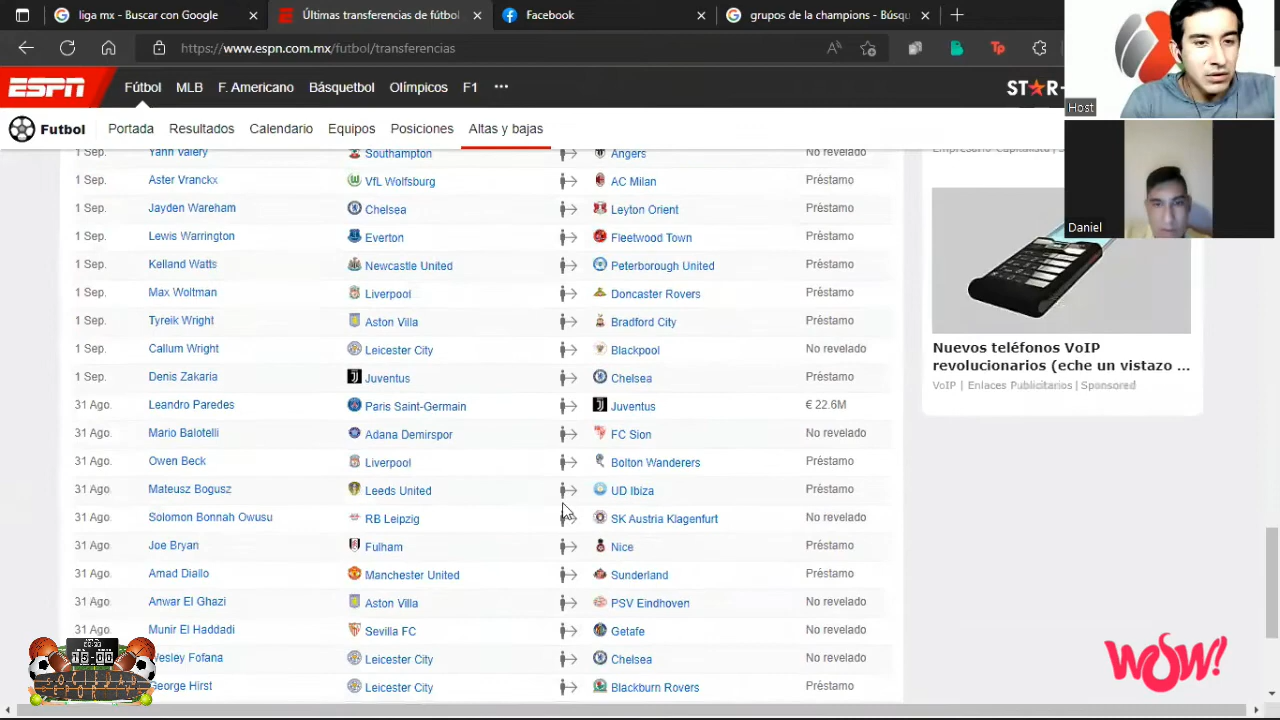 liga mx - Buscar con Google
Últimas transferencias de fútbol
Facebook
grupos de la champions - Búsqu
https://www.espn.com.mx/futbol/transferencias
ESPN Fútbol MLB F. Americano Béisbol Olímpicos F1 ••• STAR
Futbol Portada Resultados Calendario Equipos Posiciones Altas y bajas
1 Sep. Yann Valery Southampton Angers No revelado
1 Sep. Aster Vranckx VfL Wolfsburg AC Milan Préstamo
1 Sep. Jayden Wareham Chelsea Leyton Orient Préstamo
1 Sep. Lewis Warrington Everton Fleetwood Town Préstamo
1 Sep. Kelland Watts Newcastle United Peterborough United Préstamo
1 Sep. Max Woltman Liverpool Doncaster Rovers Préstamo
1 Sep. Tyreik Wright Aston Villa Bradford City Préstamo
1 Sep. Callum Wright Leicester City Blackpool No revelado
1 Sep. Denis Zakaria Juventus Chelsea Préstamo
31 Ago. Leandro Paredes Paris Saint-Germain Juventus € 22.6M
31 Ago. Mario Balotelli Adana Demirspor FC Sion No revelado
31 Ago. Owen Beck Liverpool Bolton Wanderers Préstamo
31 Ago. Mateusz Bogusz Leeds United UD Ibiza Préstamo
31 Ago. Solomon Bonnah Owusu RB Leipzig SK Austria Klagenfurt No revelado
31 Ago. Joe Bryan Fulham Nice Préstamo
31 Ago. Amad Diallo Manchester United Sunderland Préstamo
31 Ago. Anwar El Ghazi Aston Villa PSV Eindhoven No revelado
31 Ago. Munir El Haddadi Sevilla FC Getafe No revelado
Wesley Fofana Leicester City Chelsea No revelado
George Hirst Leicester City Blackburn Rovers Préstamo
Nuevos teléfonos VoIP
revolucionarios (eche un vistazo ...
VoIP | Enlaces Publicitarios | Sponsored
Host
Daniel
15-00
WOW!